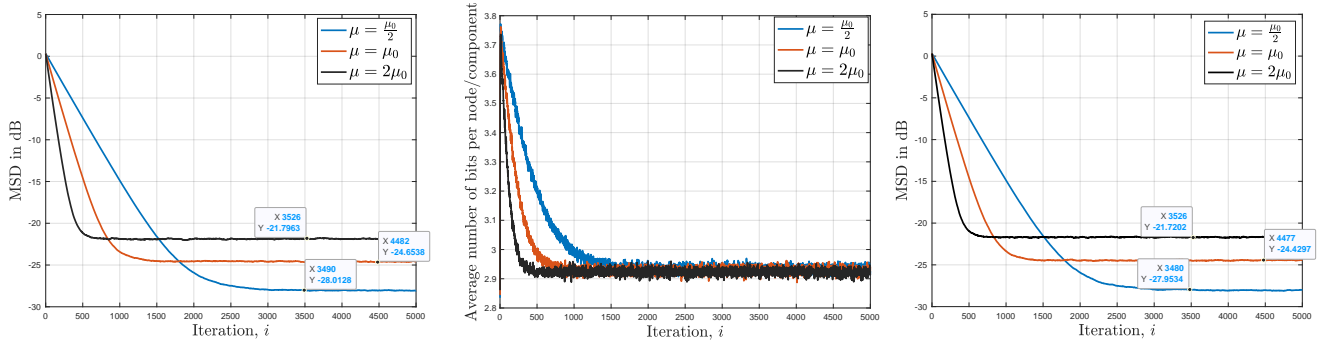 MSD in dB
5
0
-5
-10
-15
-20
-25
-30
0 500 1000 1500 2000 2500 3000 3500 4000 4500 5000
Iteration, i
μ = μ₀/2
μ = μ₀
μ = 2μ₀
X 3526
Y -21.7963
X 4482
Y -24.6538
X 3490
Y -28.0128
Average number of bits per node/component
3.8
3.7
3.6
3.5
3.4
3.3
3.2
3.1
3
2.9
2.8
0 500 1000 1500 2000 2500 3000 3500 4000 4500 5000
Iteration, i
μ = μ₀/2
μ = μ₀
μ = 2μ₀
MSD in dB
5
0
-5
-10
-15
-20
-25
-30
0 500 1000 1500 2000 2500 3000 3500 4000 4500 5000
Iteration, i
μ = μ₀/2
μ = μ₀
μ = 2μ₀
X 3526
Y -21.7202
X 4477
Y -24.4297
X 3480
Y -27.9534